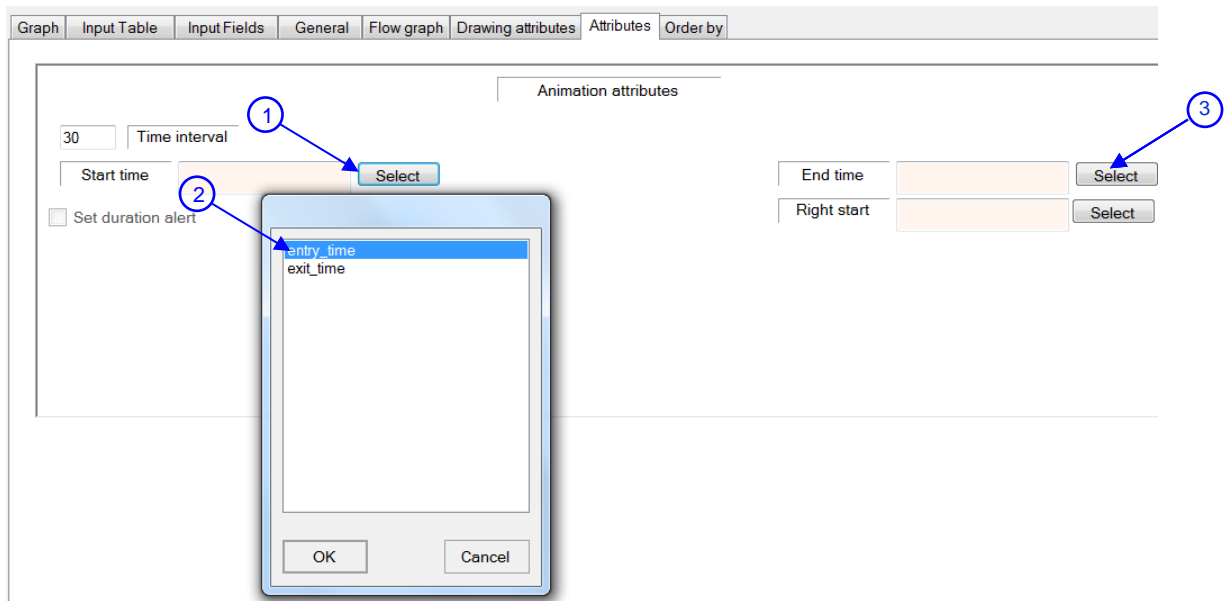 Graph Input Table Input Fields General Flow graph Drawing attributes Attributes Order by
Animation attributes
1
3
30 Time interval
Start time Select End time Select
2
Set duration alert Right start Select
entry_time
exit_time
OK Cancel